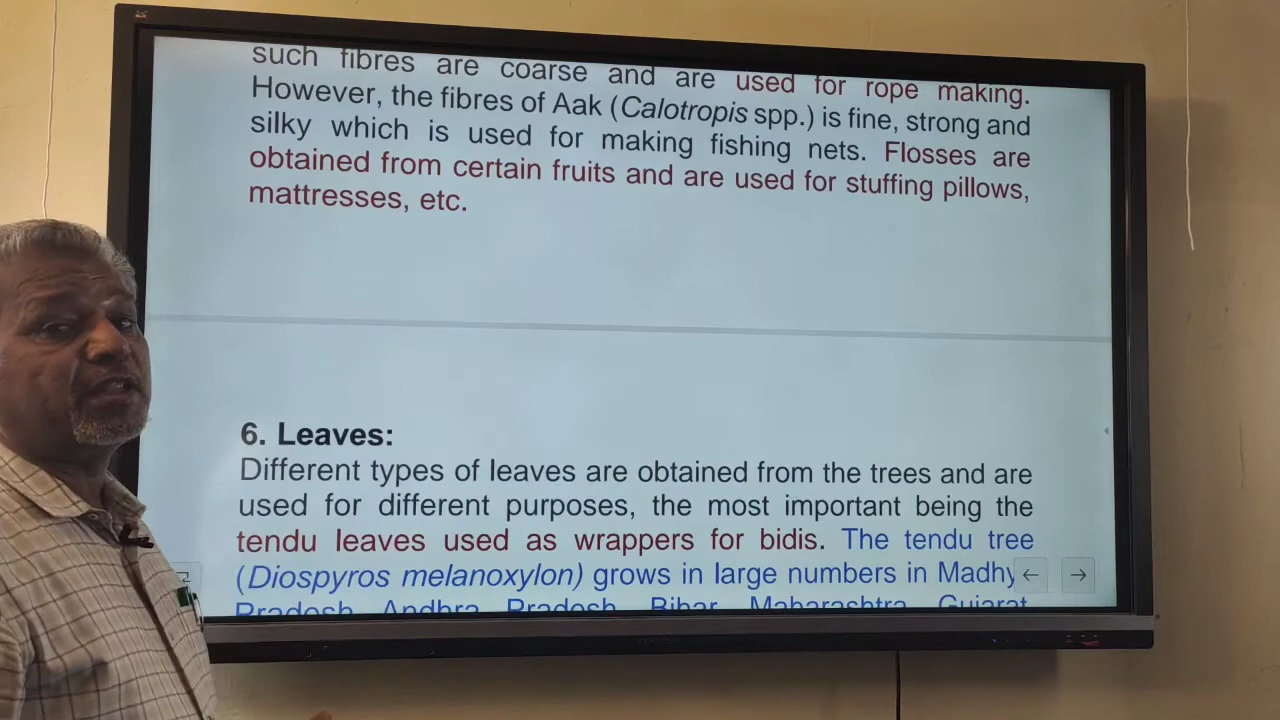 such fibres are coarse and are used for rope making.
However, the fibres of Aak (Calotropis spp.) is fine, strong and
silky which is used for making fishing nets. Flosses are
obtained from certain fruits and are used for stuffing pillows,
mattresses, etc.
6. Leaves:
Different types of leaves are obtained from the trees and are
used for different purposes, the most important being the
tendu leaves used as wrappers for bidis. The tendu tree
(Diospyros melanoxylon) grows in large numbers in Madhy
Pradesh, Andhra Pradesh, Bihar, Maharashtra, Gujarat,